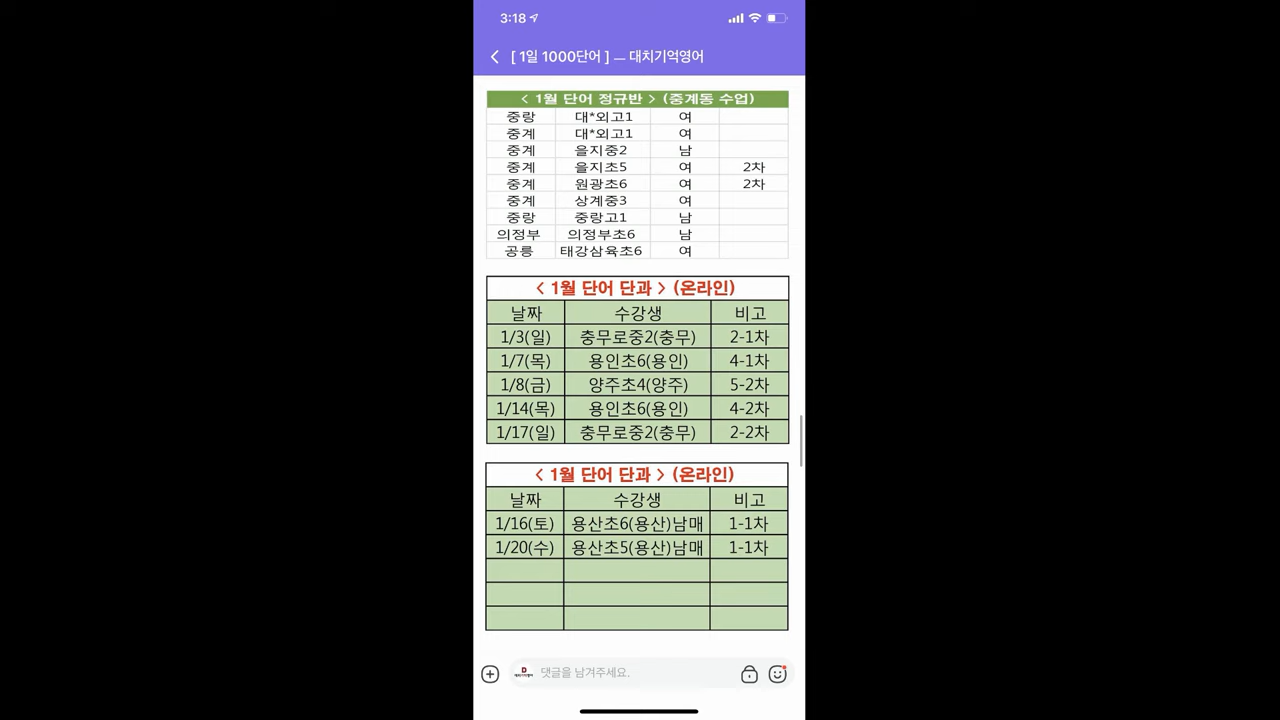 3:18
[ 1일 1000단어 ] — 대치기억영어
< 1월 단어 정규반 > (중계동 수업)
중랑 대*외고1 여
중계 대*외고1 여
중계 을지중2 남
중계 을지초5 여 2차
중계 원광초6 여 2차
중계 상계중3 여
중랑 중랑고1 남
의정부 의정부초6 남
공릉 태강삼육초6 여
< 1월 단어 단과 > (온라인)
날짜 수강생 비고
1/3(일) 충무로중2(충무) 2-1차
1/7(목) 용인초6(용인) 4-1차
1/8(금) 양주초4(양주) 5-2차
1/14(목) 용인초6(용인) 4-2차
1/17(일) 충무로중2(충무) 2-2차
< 1월 단어 단과 > (온라인)
날짜 수강생 비고
1/16(토) 용산초6(용산)남매 1-1차
1/20(수) 용산초5(용산)남매 1-1차
D
대치기억영어
댓글을 남겨주세요.